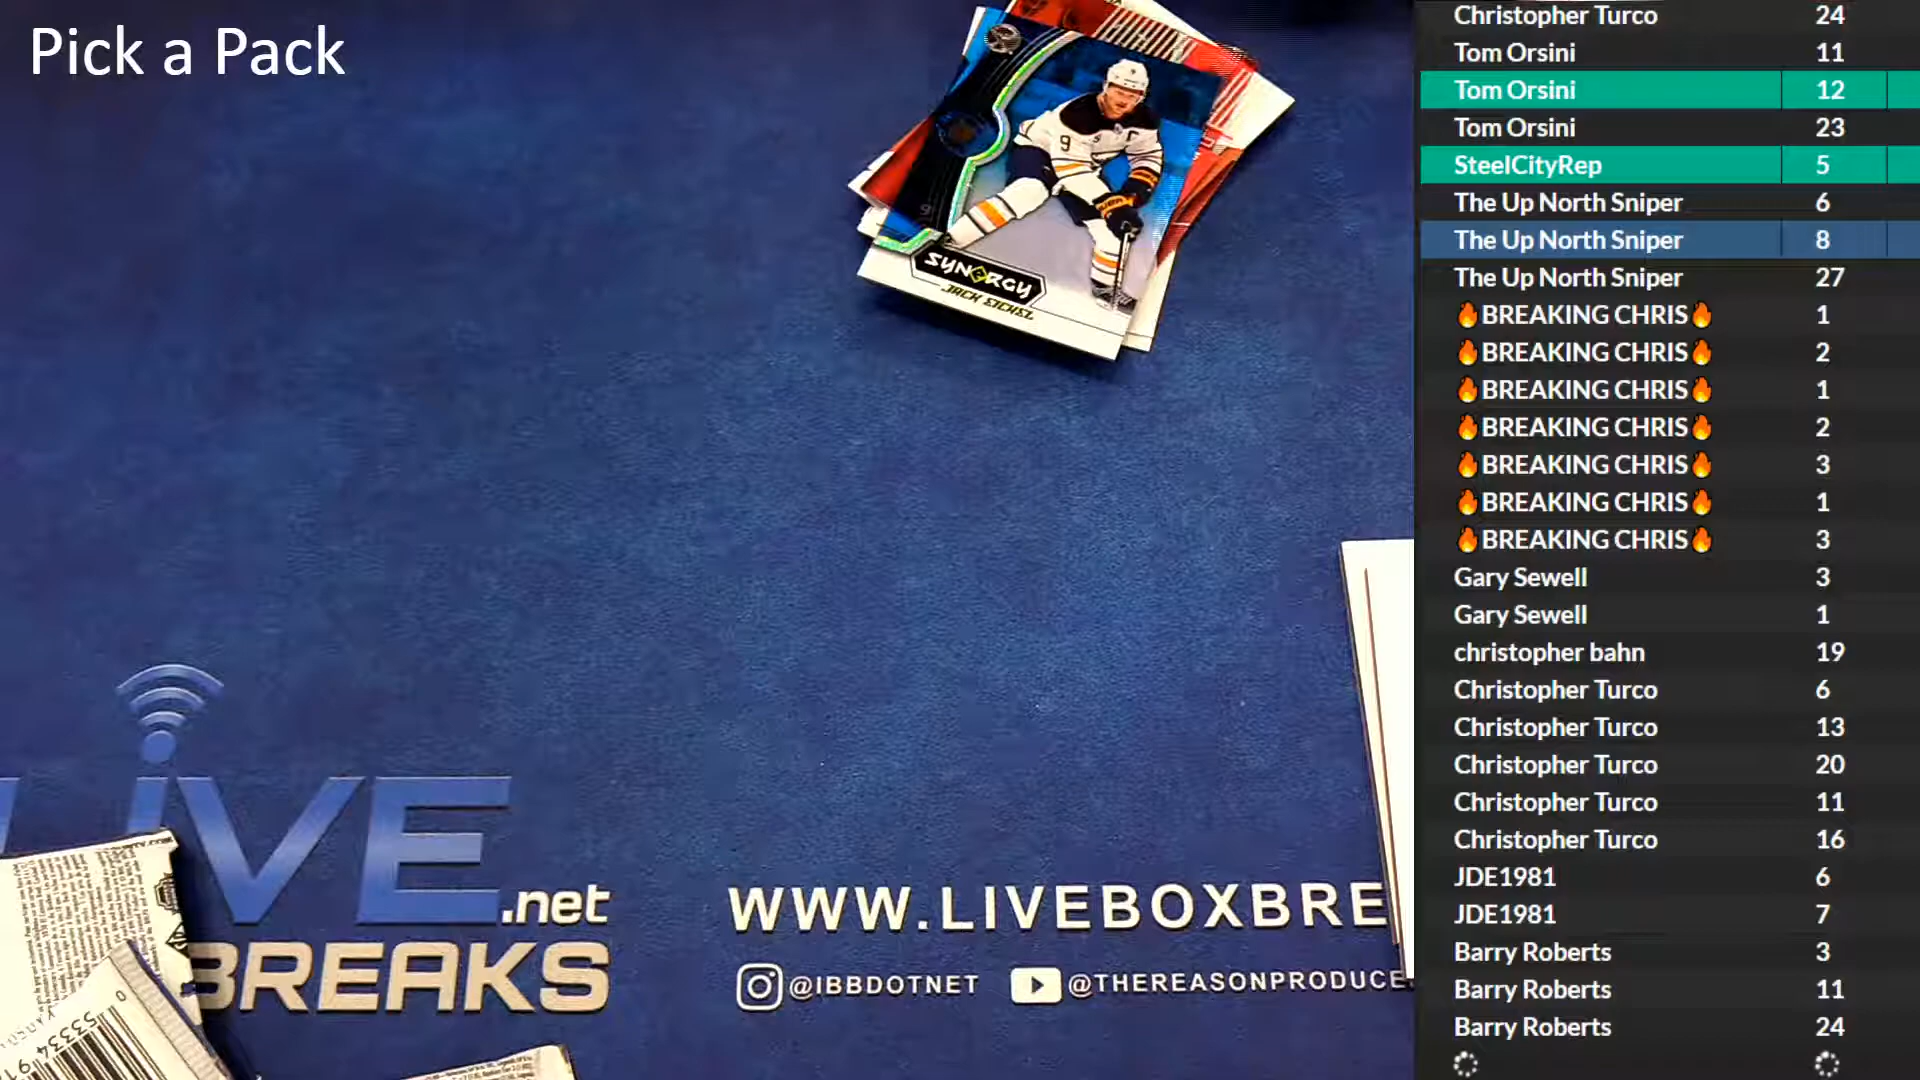 Pick a Pack
9
SYNERGY
JACK EICHEL
LIVE
.net
BREAKS
WWW.LIVEBOXBRE
@IBBDOTNET
@THEREASONPRODUCE
Christopher Turco 24
Tom Orsini 11
Tom Orsini 12
Tom Orsini 23
SteelCityRep 5
The Up North Sniper 6
The Up North Sniper 8
The Up North Sniper 27
🔥BREAKING CHRIS🔥 1
🔥BREAKING CHRIS🔥 2
🔥BREAKING CHRIS🔥 1
🔥BREAKING CHRIS🔥 2
🔥BREAKING CHRIS🔥 3
🔥BREAKING CHRIS🔥 1
🔥BREAKING CHRIS🔥 3
Gary Sewell 3
Gary Sewell 1
christopher bahn 19
Christopher Turco 6
Christopher Turco 13
Christopher Turco 20
Christopher Turco 11
Christopher Turco 16
JDE1981 6
JDE1981 7
Barry Roberts 3
Barry Roberts 11
Barry Roberts 24